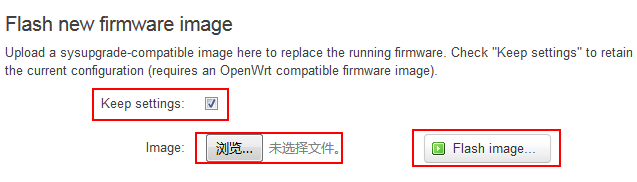 Flash new firmware image
Upload a sysupgrade-compatible image here to replace the running firmware. Check "Keep settings" to retain
the current configuration (requires an OpenWrt compatible firmware image).
Keep settings:
Image: 浏览... 未选择文件。 Flash image...